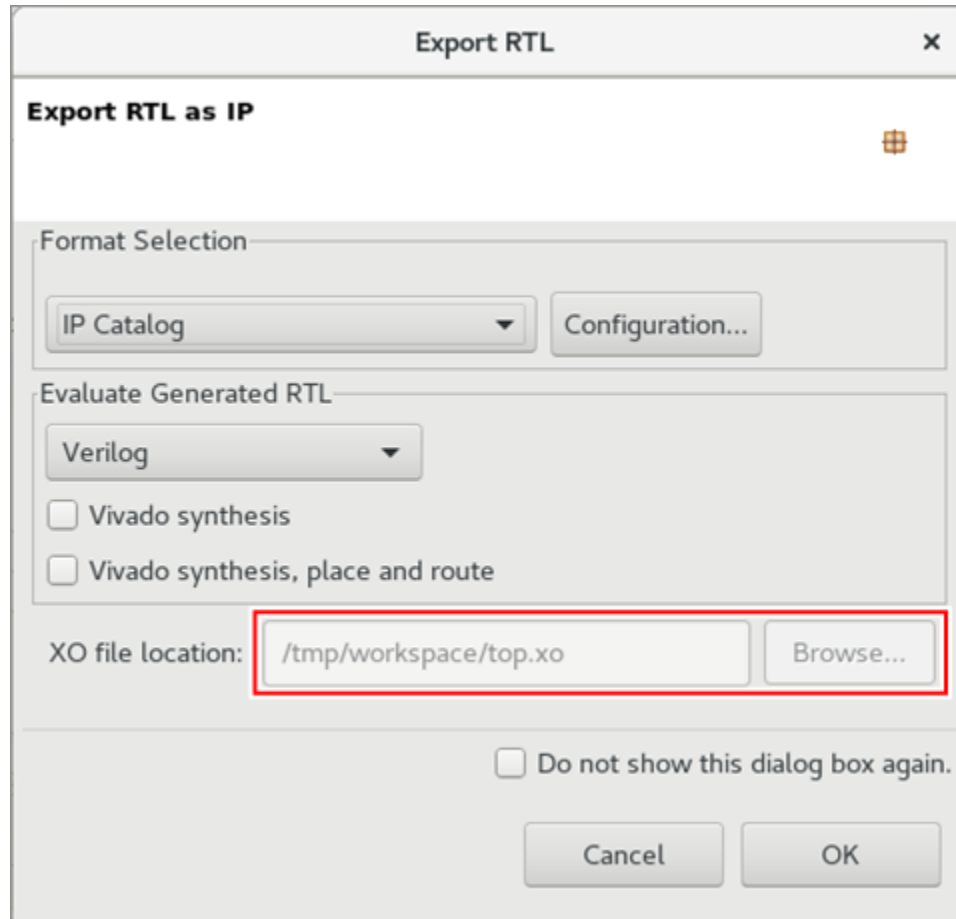 Export RTL
Export RTL as IP
Format Selection
IP Catalog
Configuration...
Evaluate Generated RTL
Verilog
Vivado synthesis
Vivado synthesis, place and route
XO file location: /tmp/workspace/top.xo Browse...
Do not show this dialog box again.
Cancel OK